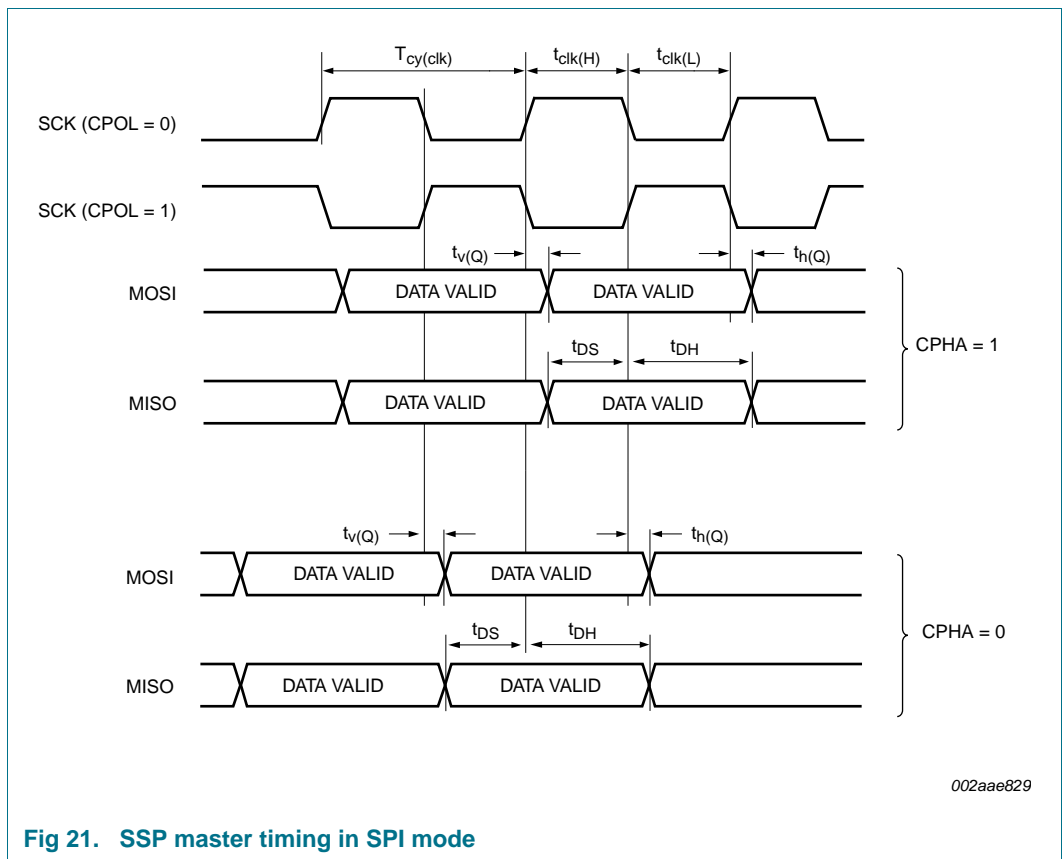 Tcy(clk) tclk(H) tclk(L)
SCK (CPOL = 0)
SCK (CPOL = 1)
tv(Q) th(Q)
MOSI DATA VALID DATA VALID
CPHA = 1
tDS tDH
MISO DATA VALID DATA VALID
tv(Q) th(Q)
MOSI DATA VALID DATA VALID
CPHA = 0
tDS tDH
MISO DATA VALID DATA VALID
002aae829
Fig 21. SSP master timing in SPI mode